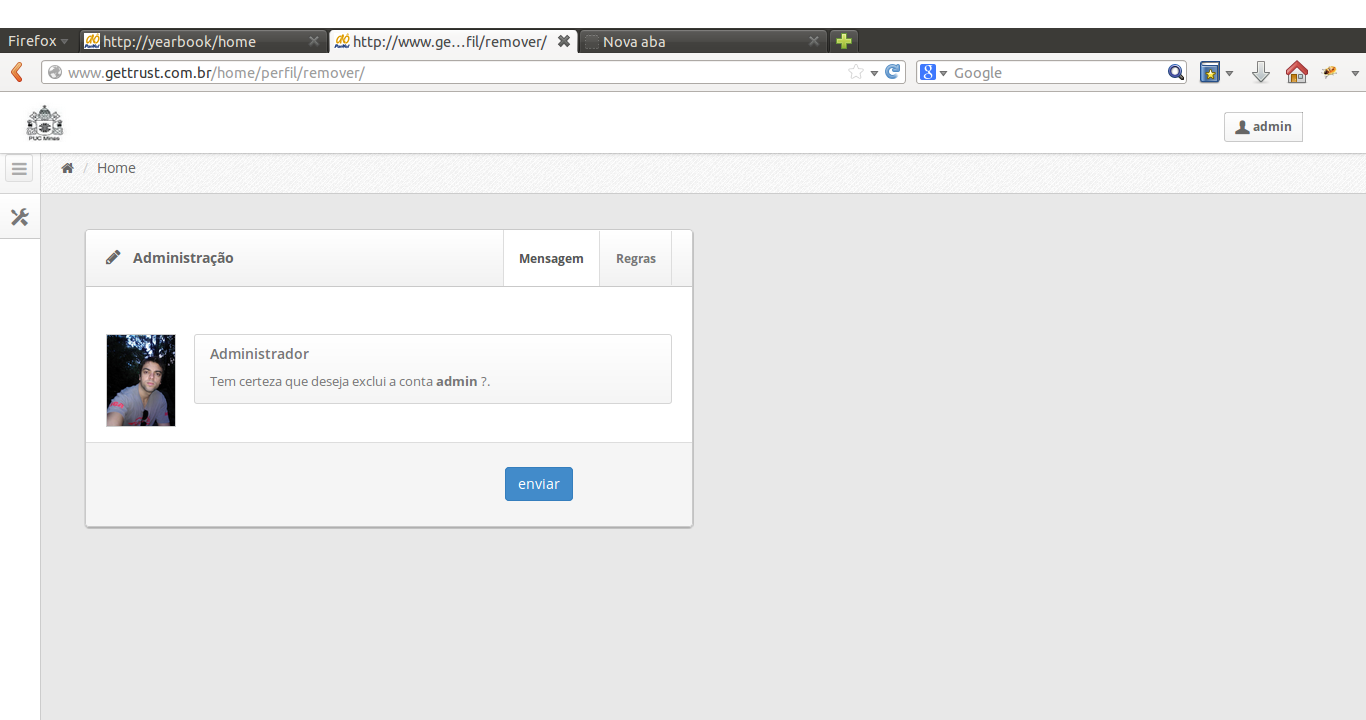 Firefox
http://yearbook/home
http://www.ge...fil/remover/
Nova aba
www.gettrust.com.br/home/perfil/remover/
Google
PUC Minas
admin
/ Home
Administração
Mensagem
Regras
Administrador
Tem certeza que deseja exclui a conta admin ?.
enviar